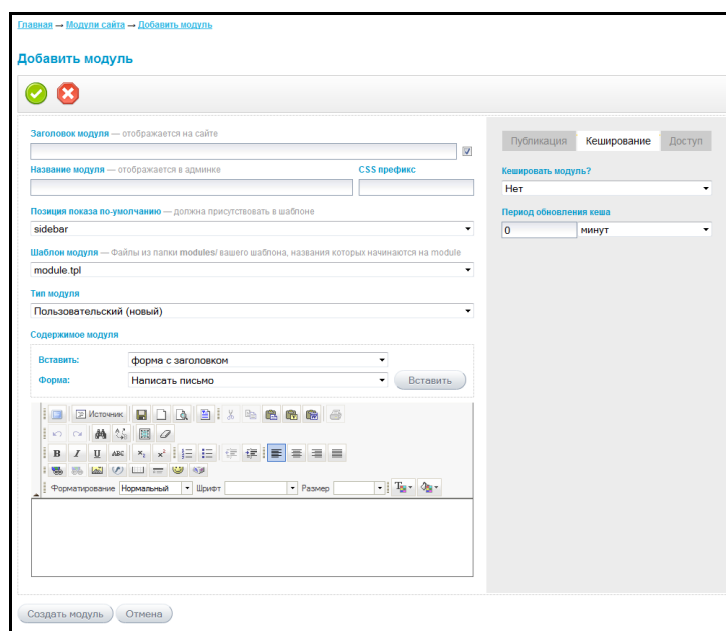 Главная → Модули сайта → Добавить модуль
Добавить модуль
Заголовок модуля — отображается на сайте
Название модуля — отображается в админке
CSS префикс
Позиция показа по-умолчанию — должна присутствовать в шаблоне
sidebar
Шаблон модуля — Файлы из папки modules/ вашего шаблона, названия которых начинаются на module
module.tpl
Тип модуля
Пользовательский (новый)
Содержимое модуля
Вставить: форма с заголовком
Форма: Написать письмо Вставить
Источник
B I U ABC x₂ x²
Форматирование Нормальный Шрифт Размер
Создать модуль Отмена
Публикация Кеширование Доступ
Кешировать модуль?
Нет
Период обновления кеша
0 минут